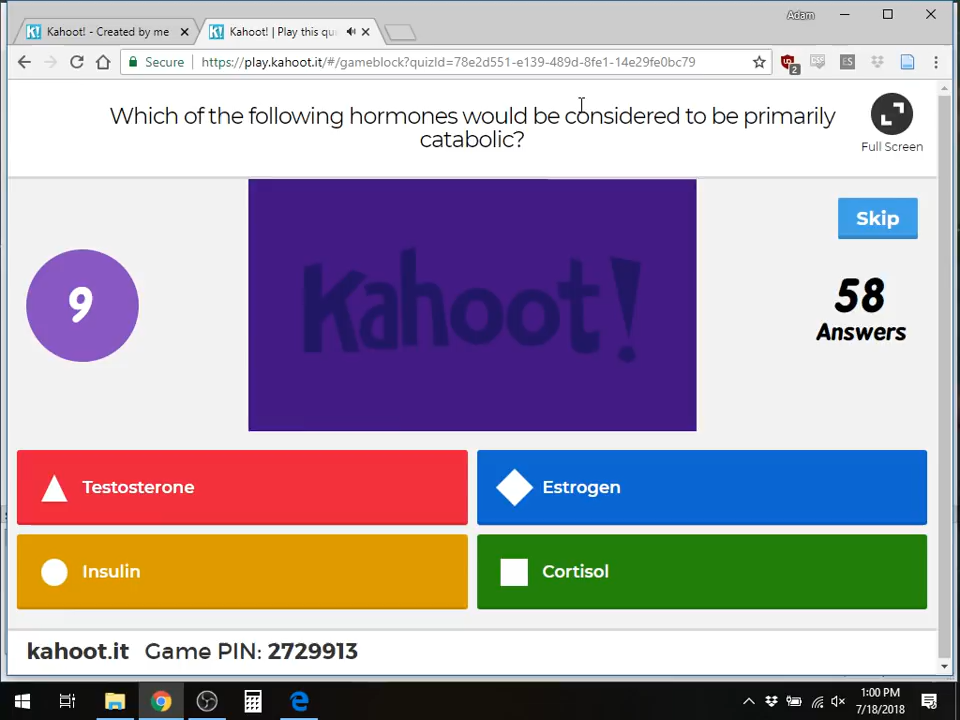 Adam
Kahoot! - Created by me
Kahoot! | Play this qu
Secure
https://play.kahoot.it/#/gameblock?quizId=78e2d551-e139-489d-8fe1-14e29fe0bc79
2
ES
Which of the following hormones would be considered to be primarily
catabolic?
Full Screen
Skip
9
Kahoot!
58
Answers
Testosterone
Estrogen
Insulin
Cortisol
kahoot.it Game PIN: 2729913
1:00 PM
7/18/2018